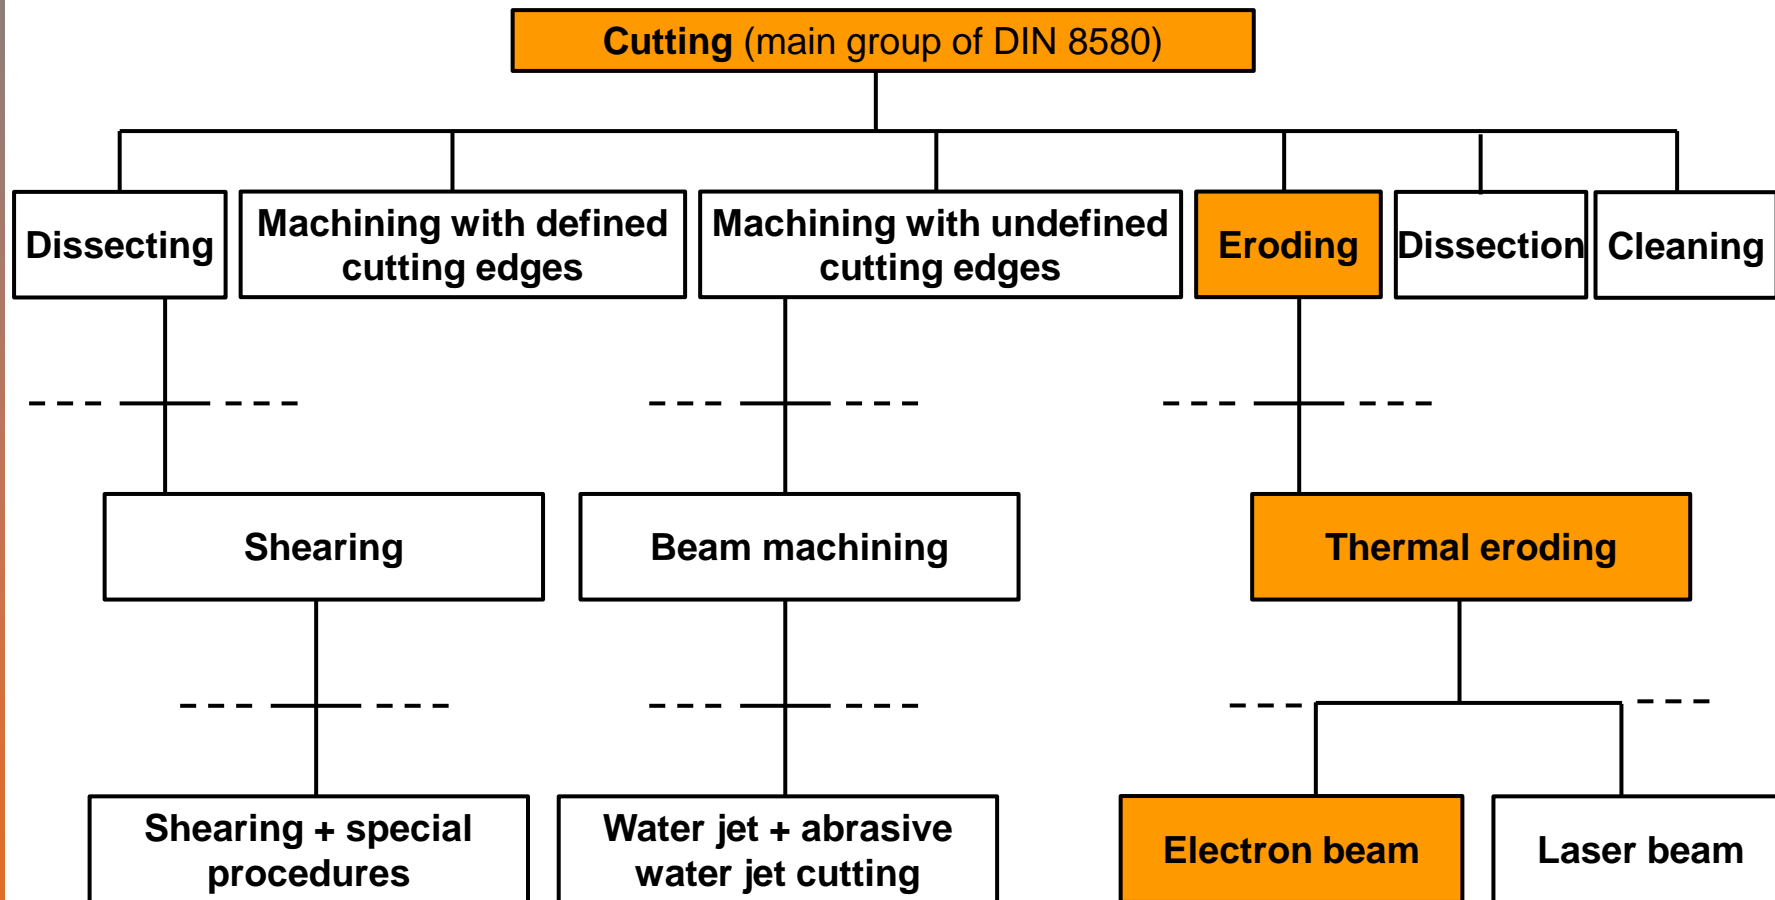 Cutting (main group of DIN 8580)
Dissecting
Machining with defined
cutting edges
Machining with undefined
cutting edges
Eroding
Dissection
Cleaning
Shearing
Beam machining
Thermal eroding
Shearing + special
procedures
Water jet + abrasive
water jet cutting
Electron beam
Laser beam